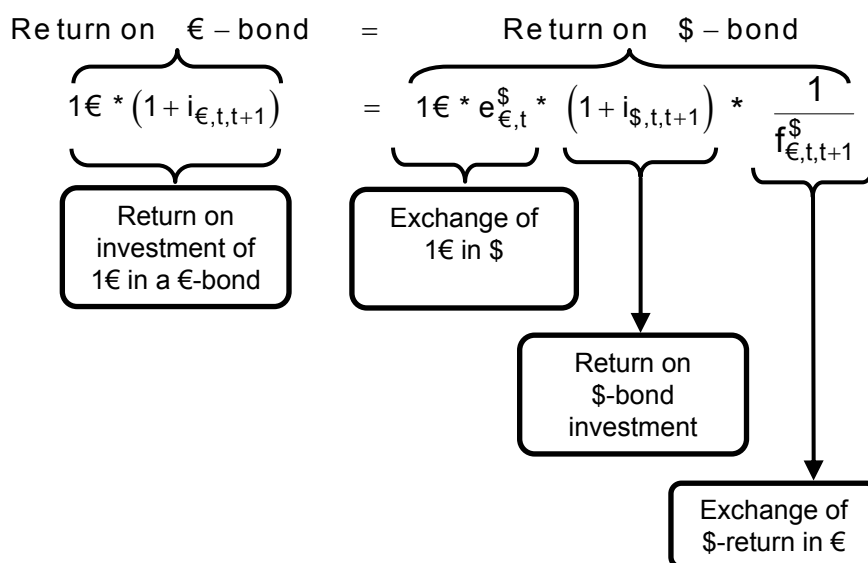 Return on € – bond = Return on $ – bond
1€ * (1 + i€,t,t+1) = 1€ * e$€,t * (1 + i$,t,t+1) * 1 / f$€,t,t+1
Return on
investment of
1€ in a €-bond
Exchange of
1€ in $
Return on
$-bond
investment
Exchange of
$-return in €